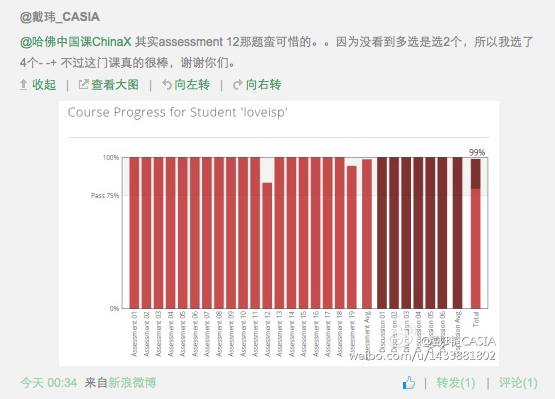 @戴玮_CASIA
@哈佛中国课ChinaX 其实assessment 12那题蛮可惜的。。因为没看到多选是选2个，所以我选了
4个- -+ 不过这门课真的很棒，谢谢你们。
收起 | 查看大图 | 向左转 | 向右转
Course Progress for Student 'loveisp'
99%
100%
Pass 75%
0%
Assessment 01
Assessment 02
Assessment 03
Assessment 04
Assessment 05
Assessment 06
Assessment 07
Assessment 08
Assessment 09
Assessment 10
Assessment 11
Assessment 12
Assessment 13
Assessment 14
Assessment 15
Assessment 16
Assessment 17
Assessment 18
Assessment 19
Assessment Avg
Discussion 01
Discussion 02
Discussion 03
Discussion 04
Discussion 05
Discussion 06
Discussion Avg
Total
@戴玮_CASIA
weibo.com/u/1433881802
今天 00:34 来自新浪微博
| 转发(1) | 评论(1)